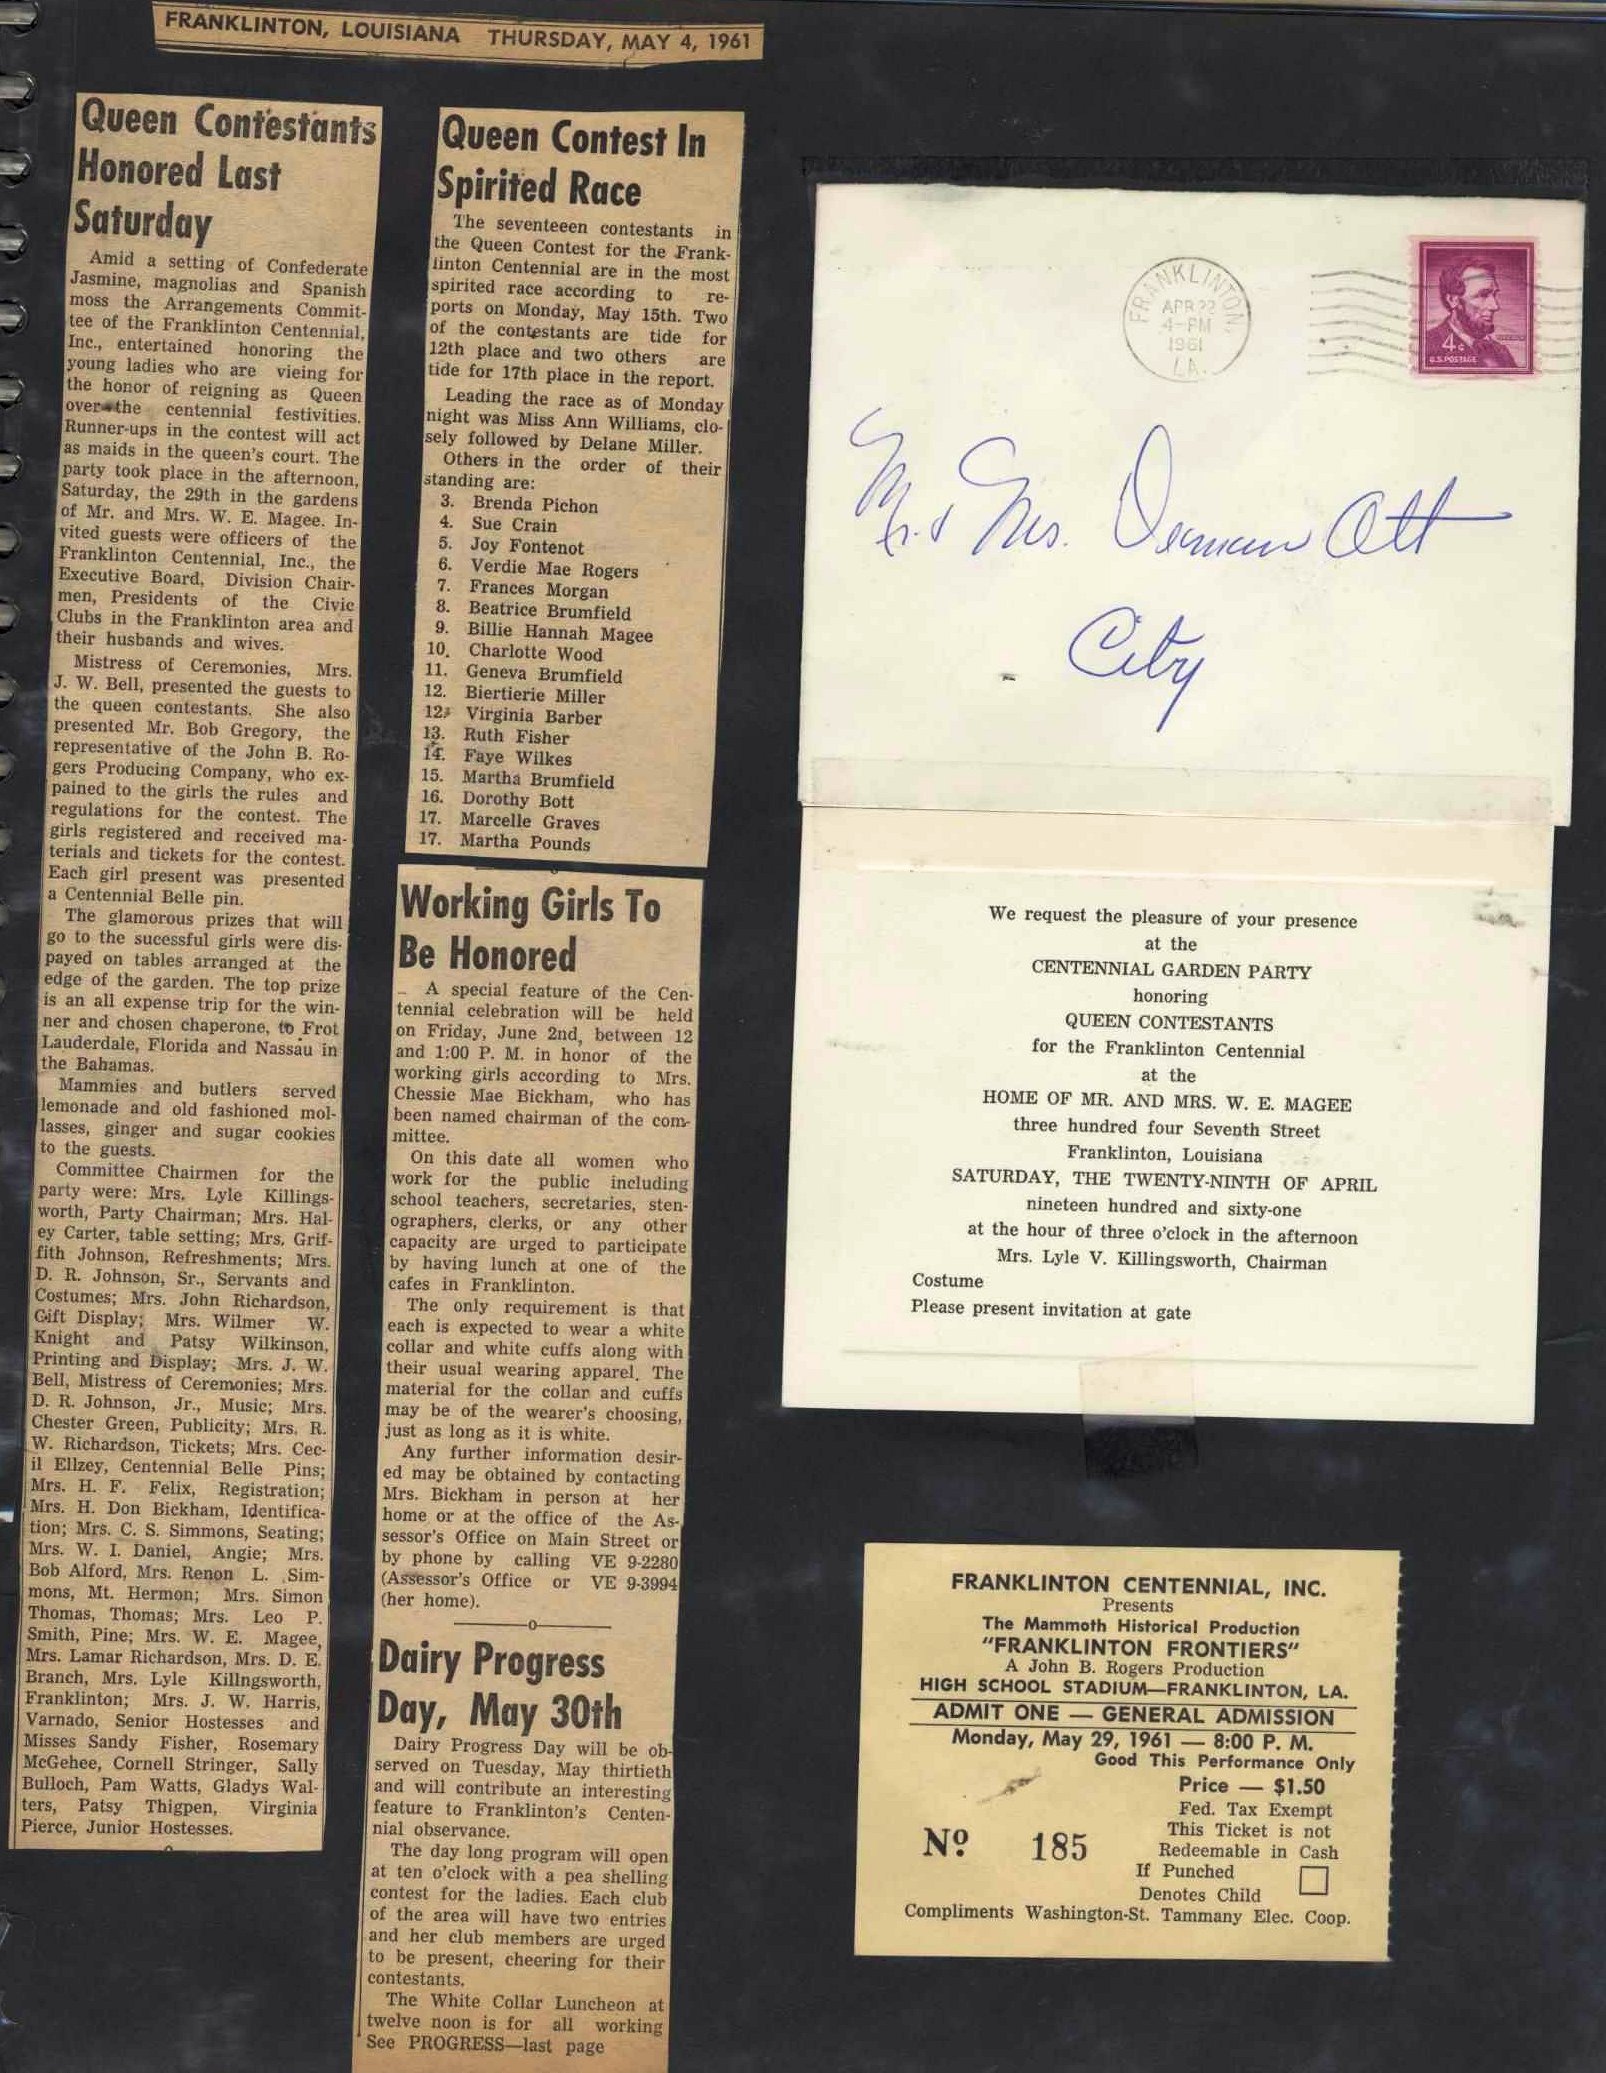 FRANKLINTON, LOUISIANA THURSDAY, MAY 4, 1961
Queen Contestants
Honored Last
Saturday
Amid a setting of Confederate
Jasmine, magnolias and Spanish
moss the Arrangements Commit-
tee of the Franklinton Centennial,
Inc., entertained honoring the
young ladies who are vieing for
the honor of reigning as Queen
over the centennial festivities.
Runner-ups in the contest will act
as maids in the queen's court. The
party took place in the afternoon,
Saturday, the 29th in the gardens
of Mr. and Mrs. W. E. Magee. In-
vited guests were officers of the
Franklinton Centennial, Inc., the
Executive Board, Division Chair-
men, Presidents of the Civic
Clubs in the Franklinton area and
their husbands and wives.
Mistress of Ceremonies, Mrs.
J. W. Bell, presented the guests to
the queen contestants. She also
presented Mr. Bob Gregory, the
representative of the John B. Ro-
gers Producing Company, who ex-
pained to the girls the rules and
regulations for the contest. The
girls registered and received ma-
terials and tickets for the contest.
Each girl present was presented
a Centennial Belle pin.
The glamorous prizes that will
go to the sucessful girls were dis-
payed on tables arranged at the
edge of the garden. The top prize
is an all expense trip for the win-
ner and chosen chaperone, to Frot
Lauderdale, Florida and Nassau in
the Bahamas.
Mammies and butlers served
lemonade and old fashioned mol-
lasses, ginger and sugar cookies
to the guests.
Committee Chairmen for the
party were: Mrs. Lyle Killings-
worth, Party Chairman; Mrs. Hal-
ey Carter, table setting; Mrs. Grif-
fith Johnson, Refreshments; Mrs.
D. R. Johnson, Sr., Servants and
Costumes; Mrs. John Richardson,
Gift Display; Mrs. Wilmer W.
Knight and Patsy Wilkinson,
Printing and Display; Mrs. J. W.
Bell, Mistress of Ceremonies; Mrs.
D. R. Johnson, Jr., Music; Mrs.
Chester Green, Publicity; Mrs. R.
W. Richardson, Tickets; Mrs. Cec-
il Ellzey, Centennial Belle Pins;
Mrs. H. F. Felix, Registration;
Mrs. H. Don Bickham, Identifica-
tion; Mrs. C. S. Simmons, Seating;
Mrs. W. I. Daniel, Angie; Mrs.
Bob Alford, Mrs. Renon L. Sim-
mons, Mt. Hermon; Mrs. Simon
Thomas, Thomas; Mrs. Leo P.
Smith, Pine; Mrs. W. E. Magee,
Mrs. Lamar Richardson, Mrs. D. E.
Branch, Mrs. Lyle Killngsworth,
Franklinton; Mrs. J. W. Harris,
Varnado, Senior Hostesses and
Misses Sandy Fisher, Rosemary
McGehee, Cornell Stringer, Sally
Bulloch, Pam Watts, Gladys Wal-
ters, Patsy Thigpen, Virginia
Pierce, Junior Hostesses.
Queen Contest In
Spirited Race
The seventeeen contestants in
the Queen Contest for the Frank-
linton Centennial are in the most
spirited race according to re-
ports on Monday, May 15th. Two
of the contestants are tide for
12th place and two others are
tide for 17th place in the report.
Leading the race as of Monday
night was Miss Ann Williams, clo-
sely followed by Delane Miller.
Others in the order of their
standing are:
3. Brenda Pichon
4. Sue Crain
5. Joy Fontenot
6. Verdie Mae Rogers
7. Frances Morgan
8. Beatrice Brumfield
9. Billie Hannah Magee
10. Charlotte Wood
11. Geneva Brumfield
12. Biertierie Miller
12. Virginia Barber
13. Ruth Fisher
14. Faye Wilkes
15. Martha Brumfield
16. Dorothy Bott
17. Marcelle Graves
17. Martha Pounds
Working Girls To
Be Honored
A special feature of the Cen-
tennial celebration will be held
on Friday, June 2nd, between 12
and 1:00 P. M. in honor of the
working girls according to Mrs.
Chessie Mae Bickham, who has
been named chairman of the com-
mittee.
On this date all women who
work for the public including
school teachers, secretaries, sten-
ographers, clerks, or any other
capacity are urged to participate
by having lunch at one of the
cafes in Franklinton.
The only requirement is that
each is expected to wear a white
collar and white cuffs along with
their usual wearing apparel. The
material for the collar and cuffs
may be of the wearer's choosing,
just as long as it is white.
Any further information desir-
ed may be obtained by contacting
Mrs. Bickham in person at her
home or at the office of the As-
sessor's Office on Main Street or
by phone by calling VE 9-2280
(Assessor's Office or VE 9-3994
(her home).
Dairy Progress
Day, May 30th
Dairy Progress Day will be ob-
served on Tuesday, May thirtieth
and will contribute an interesting
feature to Franklinton's Centen-
nial observance.
The day long program will open
at ten o'clock with a pea shelling
contest for the ladies. Each club
of the area will have two entries
and her club members are urged
to be present, cheering for their
contestants.
The White Collar Luncheon at
twelve noon is for all working
See PROGRESS—last page
FRANKLINTON,
APR 22
4-PM
1961
LA.
4¢
U.S. POSTAGE
Mr. & Mrs. Ott
City
We request the pleasure of your presence
at the
CENTENNIAL GARDEN PARTY
honoring
QUEEN CONTESTANTS
for the Franklinton Centennial
at the
HOME OF MR. AND MRS. W. E. MAGEE
three hundred four Seventh Street
Franklinton, Louisiana
SATURDAY, THE TWENTY-NINTH OF APRIL
nineteen hundred and sixty-one
at the hour of three o'clock in the afternoon
Mrs. Lyle V. Killingsworth, Chairman
Costume
Please present invitation at gate
FRANKLINTON CENTENNIAL, INC.
Presents
The Mammoth Historical Production
"FRANKLINTON FRONTIERS"
A John B. Rogers Production
HIGH SCHOOL STADIUM—FRANKLINTON, LA.
ADMIT ONE — GENERAL ADMISSION
Monday, May 29, 1961 — 8:00 P. M.
Good This Performance Only
Price — $1.50
Fed. Tax Exempt
This Ticket is not
Redeemable in Cash
No 185
If Punched
Denotes Child
Compliments Washington-St. Tammany Elec. Coop.